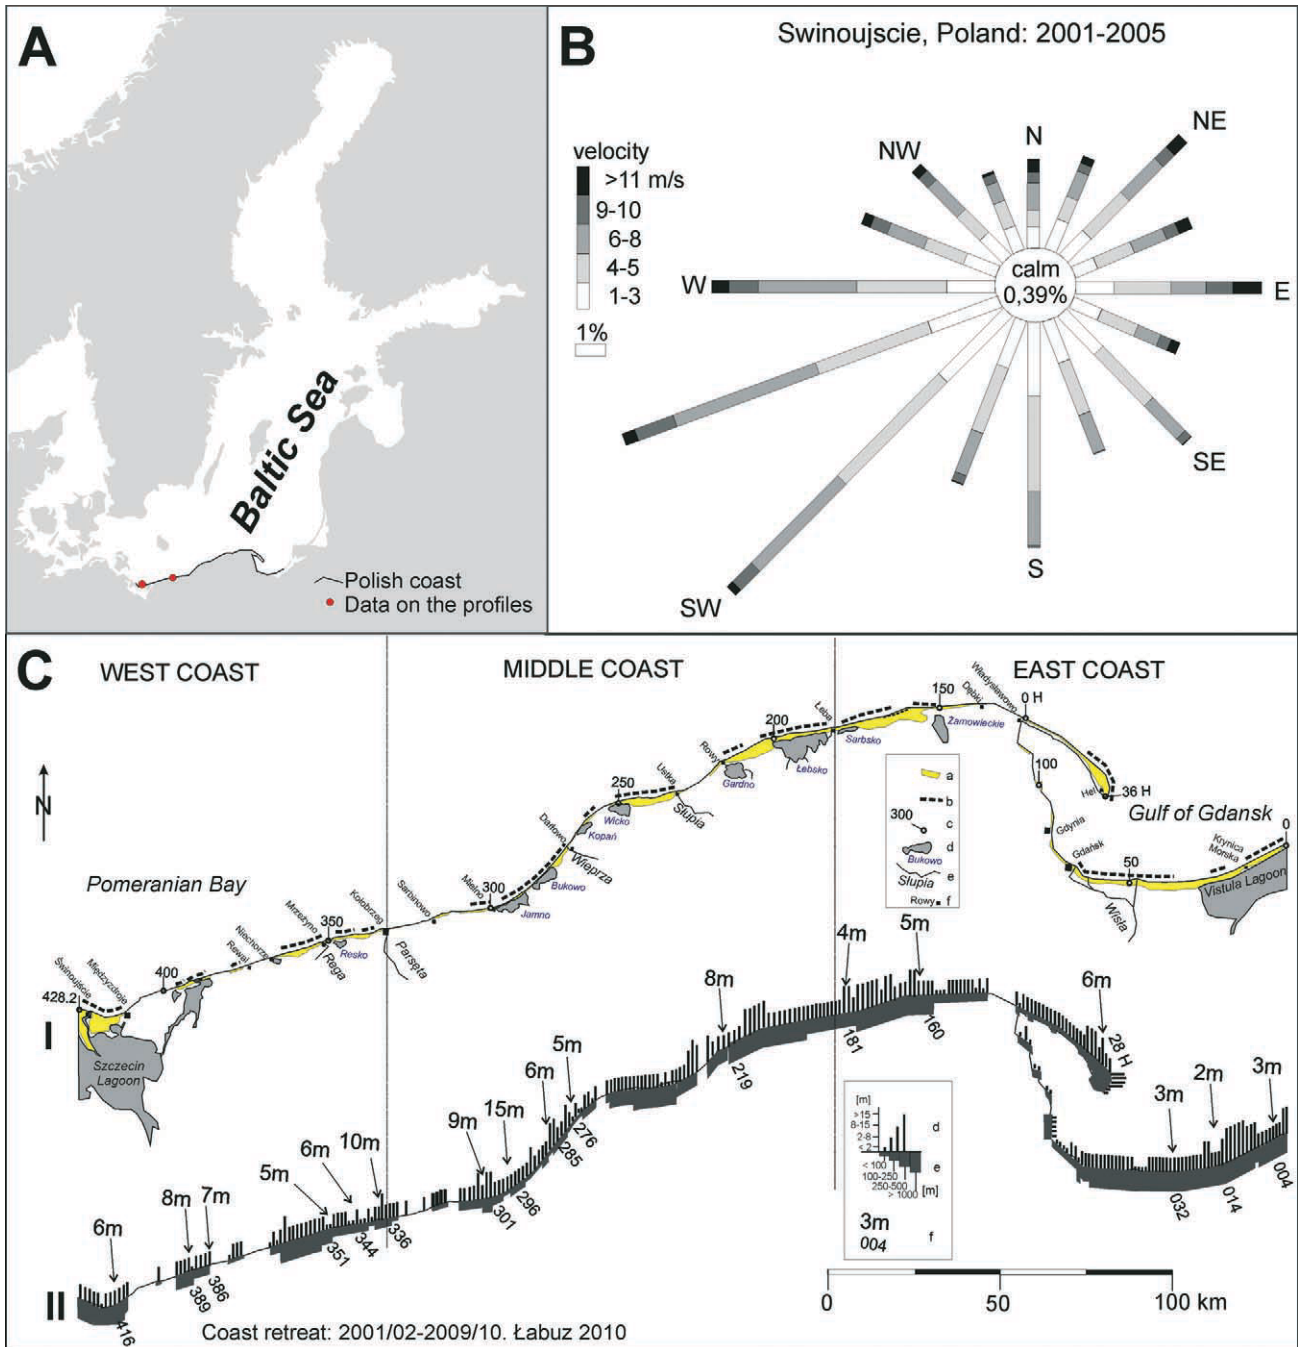 A
Baltic Sea
Polish coast
Data on the profiles
B
Swinoujscie, Poland: 2001-2005
velocity
>11 m/s
9-10
6-8
4-5
1-3
1%
N
NE
E
SE
S
SW
W
NW
calm
0,39%
C
WEST COAST
MIDDLE COAST
EAST COAST
N
Pomeranian Bay
Gulf of Gdansk
I
428.2
Świnoujście
Międzyzdroje
Szczecin
Lagoon
400
Rewal
Niechorze
Mrzeżyno
350
Resko
Rega
Kołobrzeg
Parsęta
Sarbinowo
Mielno
300
Jamno
Bukowo
Darłowo
Wieprza
Kopań
250
Wicko
Ustka
Słupia
Rowy
Gardno
200
Łebsko
Łeba
Sarbsko
150
Żarnowieckie
Dąbki
Władysławowo
0 H
Hel
36 H
100
Gdynia
Gdańsk
50
Wisła
Krynica
Morska
0
Vistula Lagoon
a
b
300
c
d
Bukowo
Słupia
e
Rowy
f
II
6m
416
8m
389
7m
386
5m
351
6m
344
10m
336
9m
301
15m
296
6m
285
5m
276
8m
219
4m
181
5m
160
6m
28 H
3m
032
2m
014
3m
004
[m]
>15
8-15
2-8
<2
d
e
< 100
100-250
250-500
> 1000
[m]
3m
004
f
0
50
100 km
Coast retreat: 2001/02-2009/10. Łabuz 2010